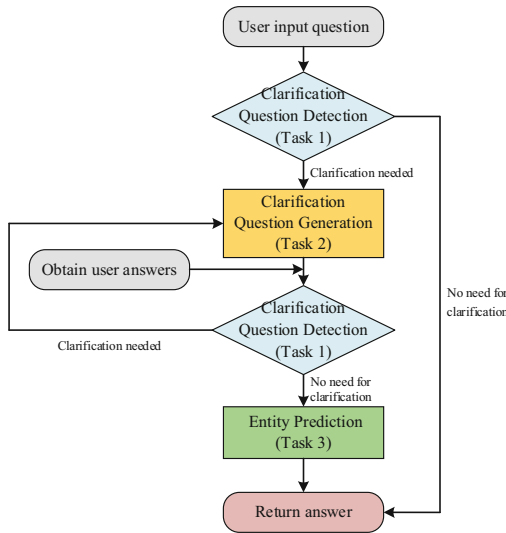 User input question
Clarification
Question Detection
(Task 1)
Clarification needed
Clarification
Question Generation
(Task 2)
Obtain user answers
Clarification
Question Detection
(Task 1)
No need for
clarification
Clarification needed
No need for
clarification
Entity Prediction
(Task 3)
Return answer